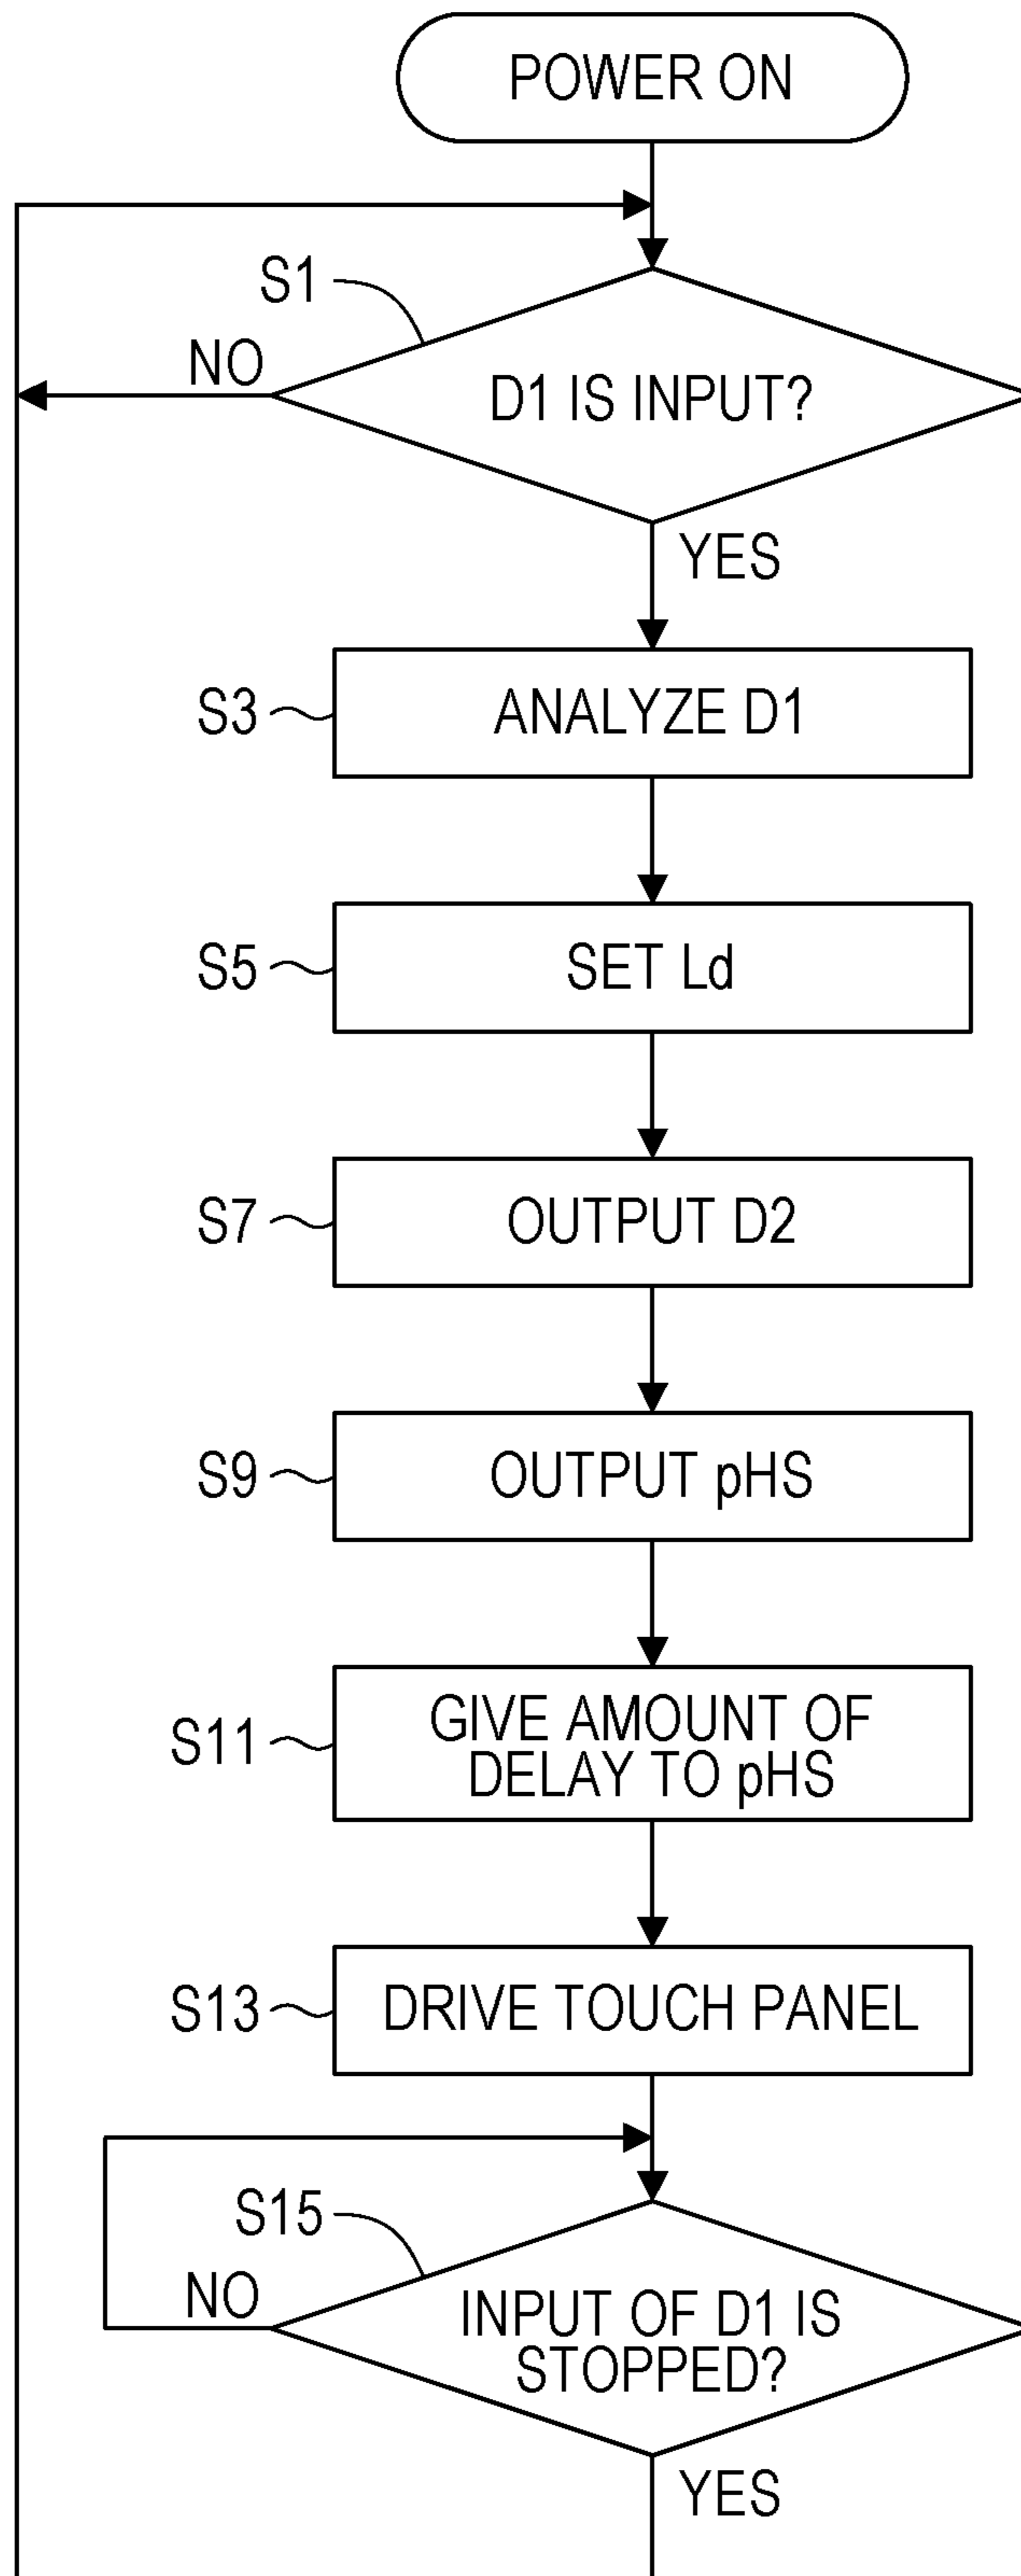 POWER ON
S1
NO
D1 IS INPUT?
YES
S3
ANALYZE D1
S5
SET Ld
S7
OUTPUT D2
S9
OUTPUT pHS
S11
GIVE AMOUNT OF
DELAY TO pHS
S13
DRIVE TOUCH PANEL
S15
NO
INPUT OF D1 IS
STOPPED?
YES